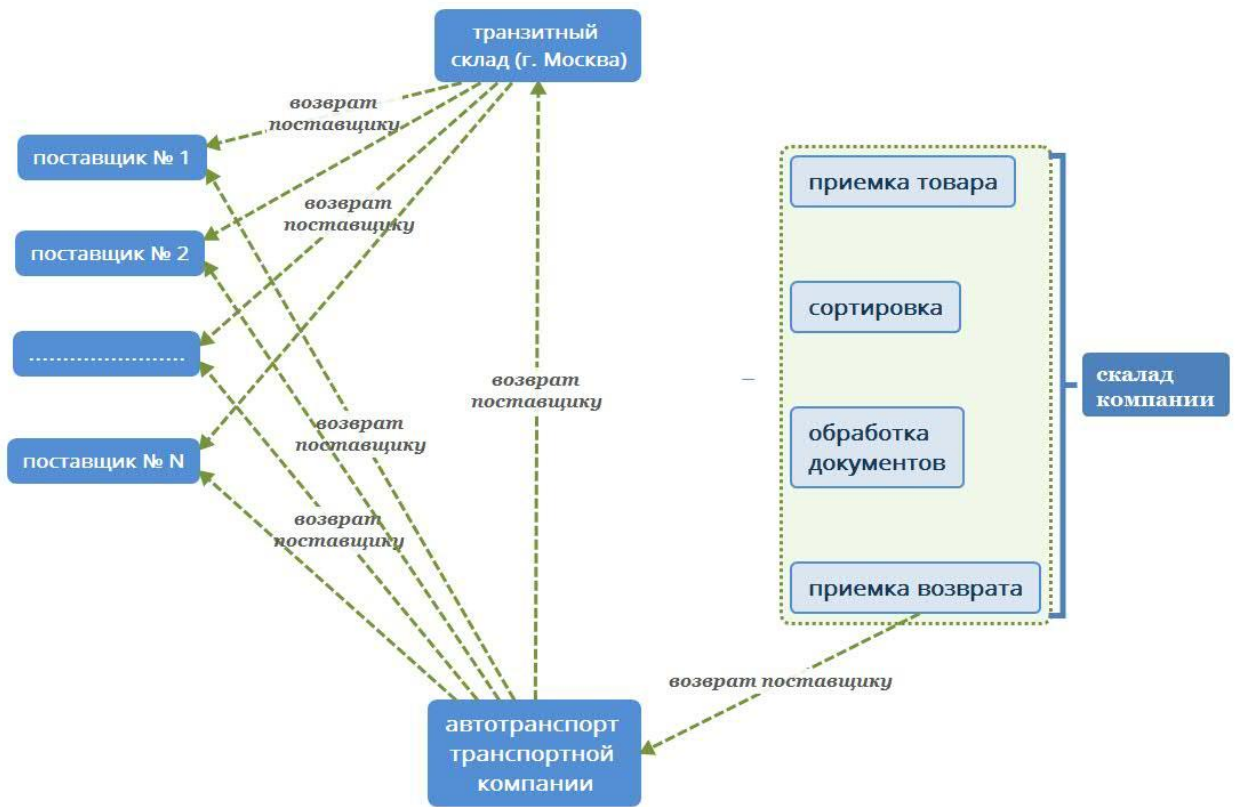 транзитный
склад (г. Москва)
возврат
поставщику
поставщик № 1
приемка товара
возврат
поставщику
поставщик № 2
сортировка
.......................
возврат
поставщику
скалад
компании
возврат
поставщику
обработка
документов
поставщик № N
возврат
поставщику
приемка возврата
возврат поставщику
автотранспорт
транспортной
компании